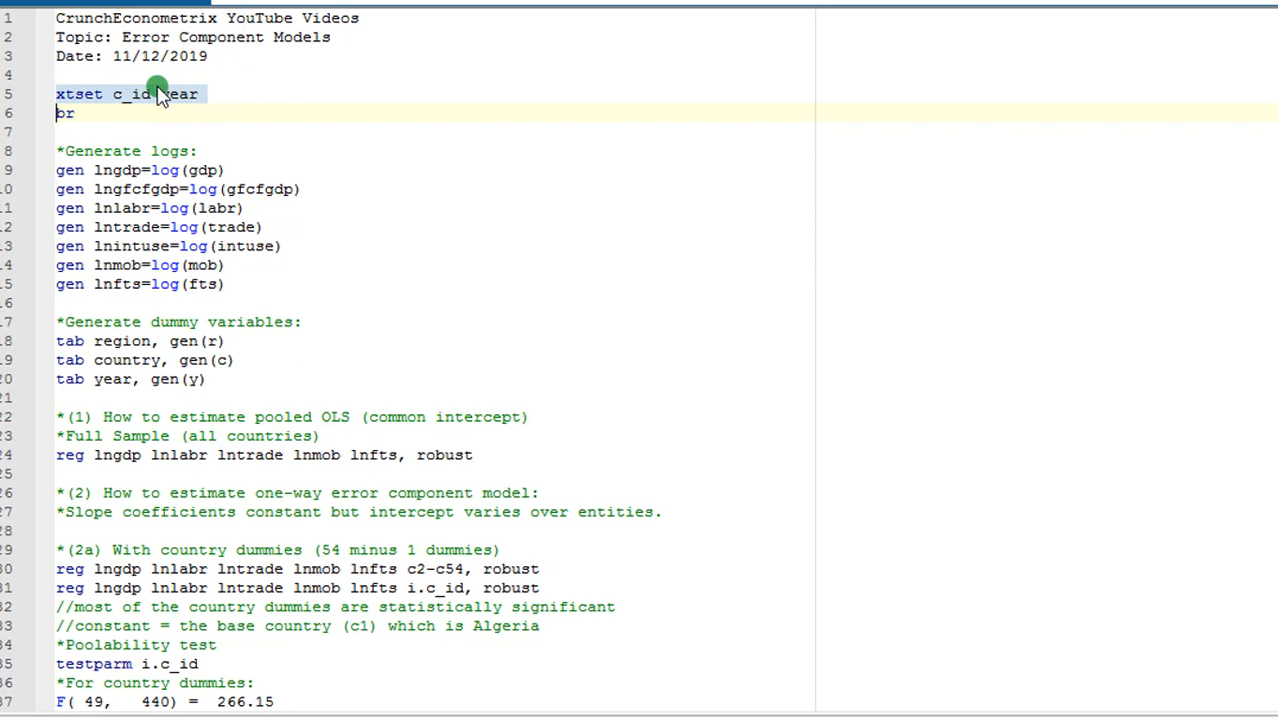 1 CrunchEconometrix YouTube Videos
2 Topic: Error Component Models
3 Date: 11/12/2019
4
5 xtset c_id year
6 br
7
8 *Generate logs:
9 gen lngdp=log(gdp)
10 gen lngfcfgdp=log(gfcfgdp)
11 gen lnlabr=log(labr)
12 gen lntrade=log(trade)
13 gen lnintuse=log(intuse)
14 gen lnmob=log(mob)
15 gen lnfts=log(fts)
16
17 *Generate dummy variables:
18 tab region, gen(r)
19 tab country, gen(c)
20 tab year, gen(y)
21
22 *(1) How to estimate pooled OLS (common intercept)
23 *Full Sample (all countries)
24 reg lngdp lnlabr lntrade lnmob lnfts, robust
25
26 *(2) How to estimate one-way error component model:
27 *Slope coefficients constant but intercept varies over entities.
28
29 *(2a) With country dummies (54 minus 1 dummies)
30 reg lngdp lnlabr lntrade lnmob lnfts c2-c54, robust
31 reg lngdp lnlabr lntrade lnmob lnfts i.c_id, robust
32 //most of the country dummies are statistically significant
33 //constant = the base country (c1) which is Algeria
34 *Poolability test
35 testparm i.c_id
36 *For country dummies:
37 F( 49, 440) = 266.15